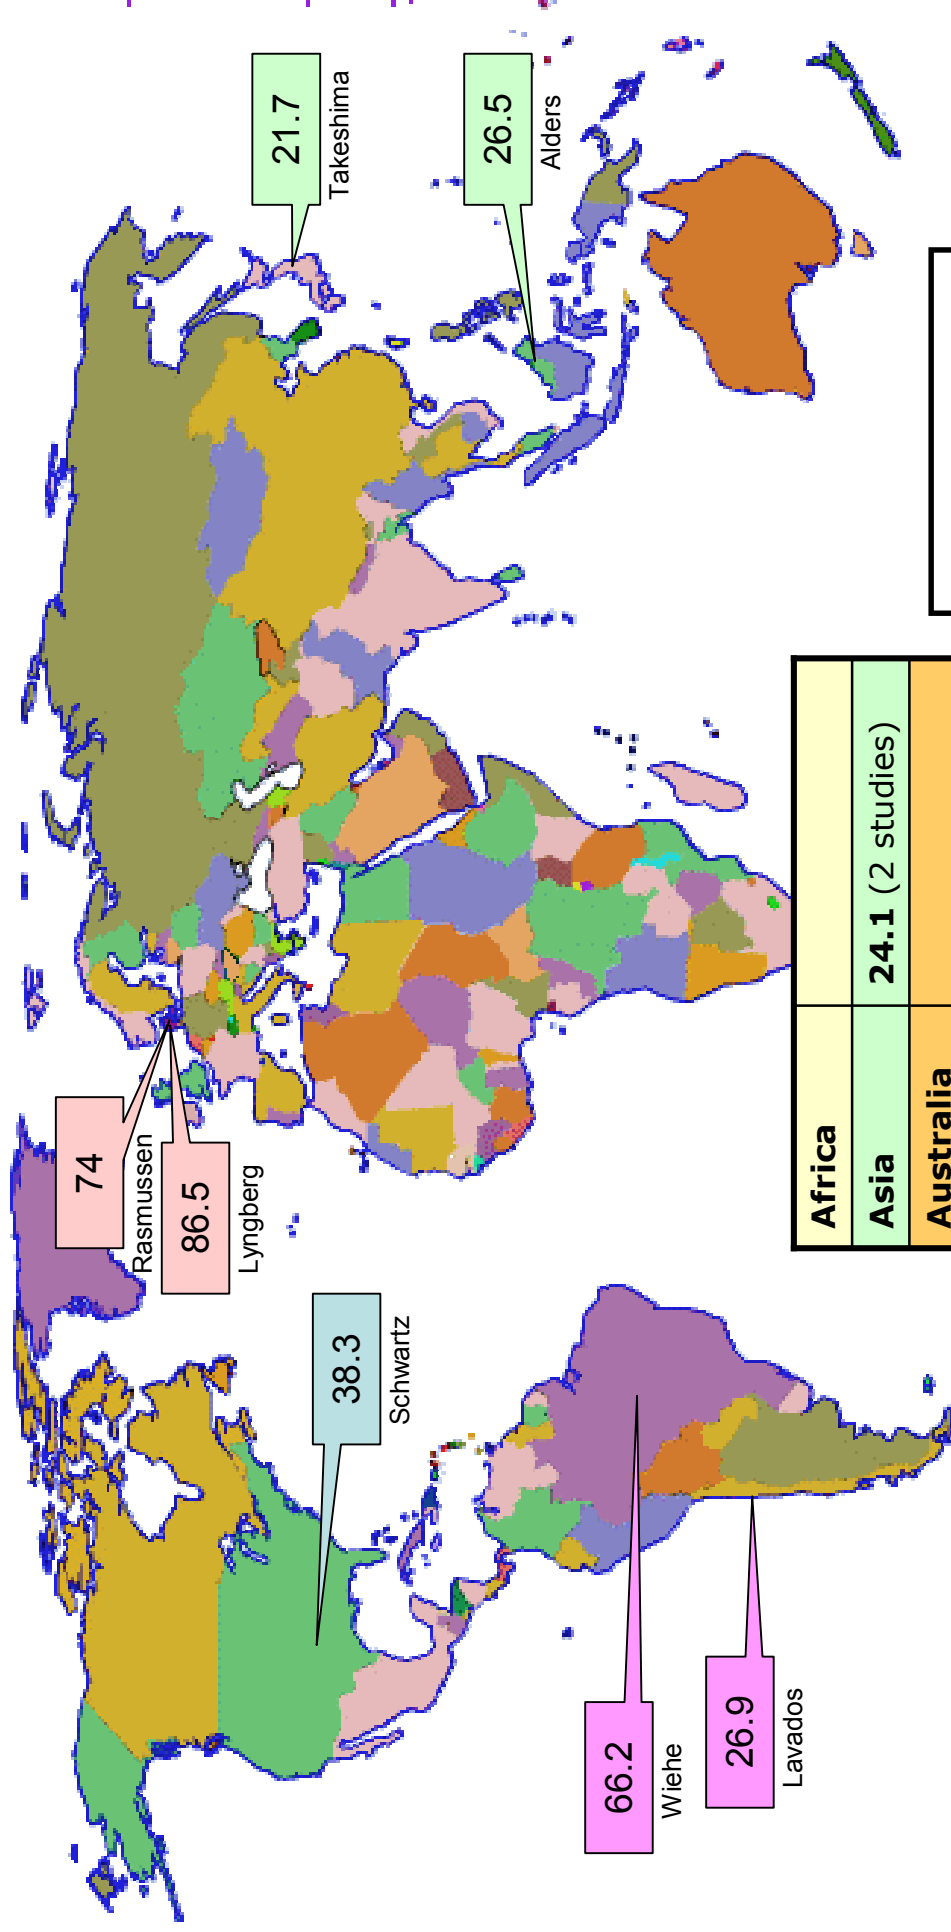 74
Rasmussen
86.5
Lyngberg
38.3
Schwartz
21.7
Takeshima
26.5
Alders
66.2
Wiehe
26.9
Lavados
Africa
Asia 24.1 (2 studies)
Australia